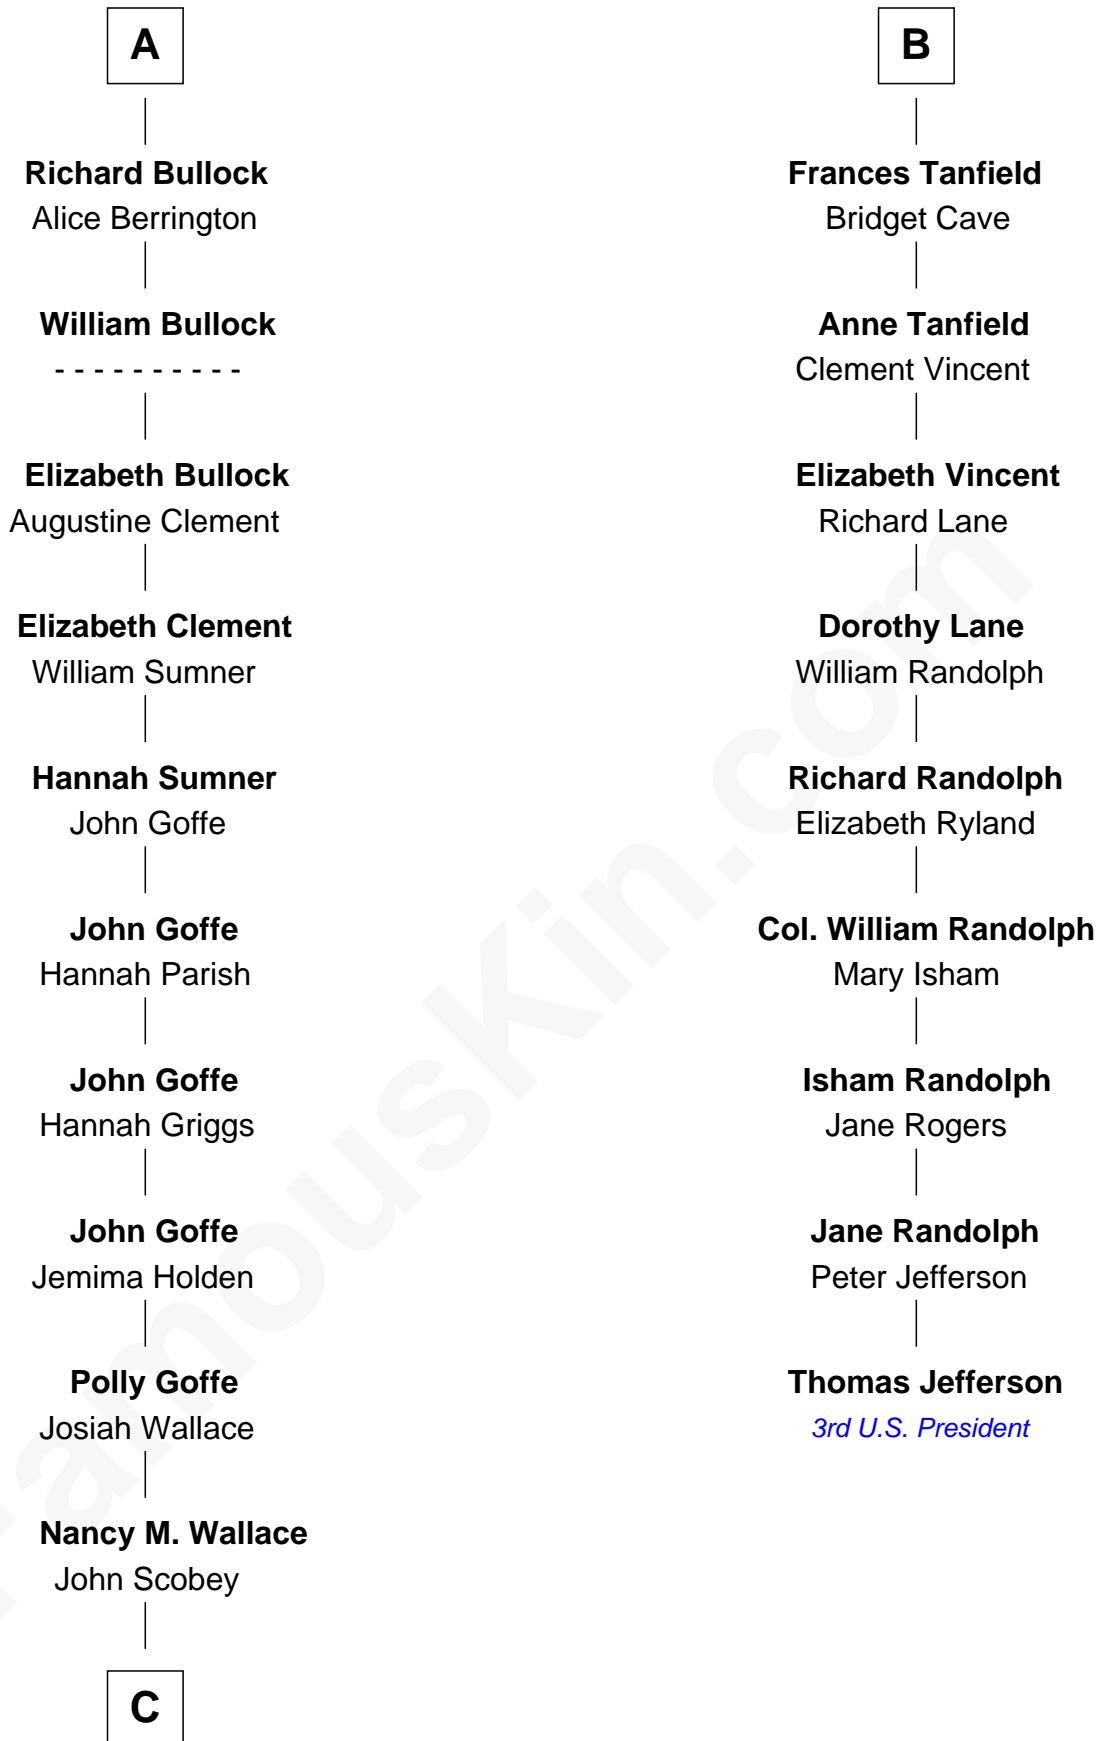 A
Richard Bullock
Alice Berrington
William Bullock
- - - - - - - - - -
Elizabeth Bullock
Augustine Clement
Elizabeth Clement
William Sumner
Hannah Sumner
John Goffe
John Goffe
Hannah Parish
John Goffe
Hannah Griggs
John Goffe
Jemima Holden
Polly Goffe
Josiah Wallace
Nancy M. Wallace
John Scobey
C
B
Frances Tanfield
Bridget Cave
Anne Tanfield
Clement Vincent
Elizabeth Vincent
Richard Lane
Dorothy Lane
William Randolph
Richard Randolph
Elizabeth Ryland
Col. William Randolph
Mary Isham
Isham Randolph
Jane Rogers
Jane Randolph
Peter Jefferson
Thomas Jefferson
3rd U.S. President
FamousKin.com